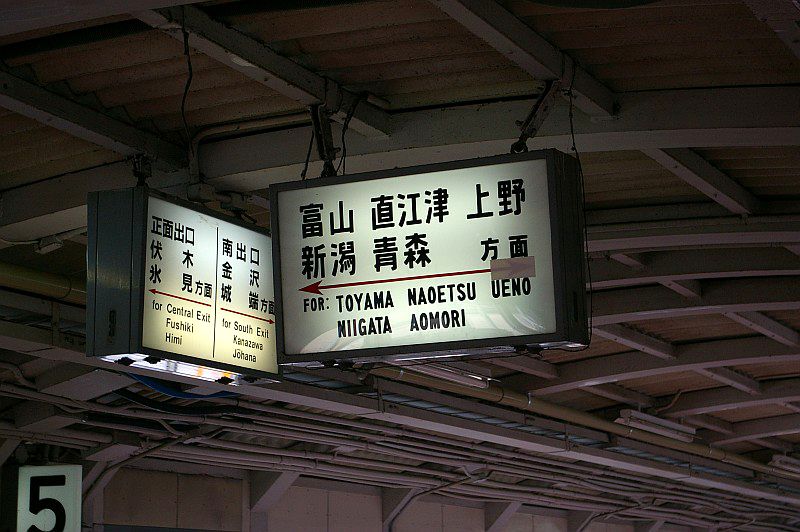 正面出口
伏木
氷見方面
for Central Exit
Fushiki
Himi
南出口
金沢
城端方面
for South Exit
Kanazawa
Jōhana
富山 直江津 上野
新潟 青森 方面
FOR: TOYAMA NAOETSU UENO
NIIGATA AOMORI
5